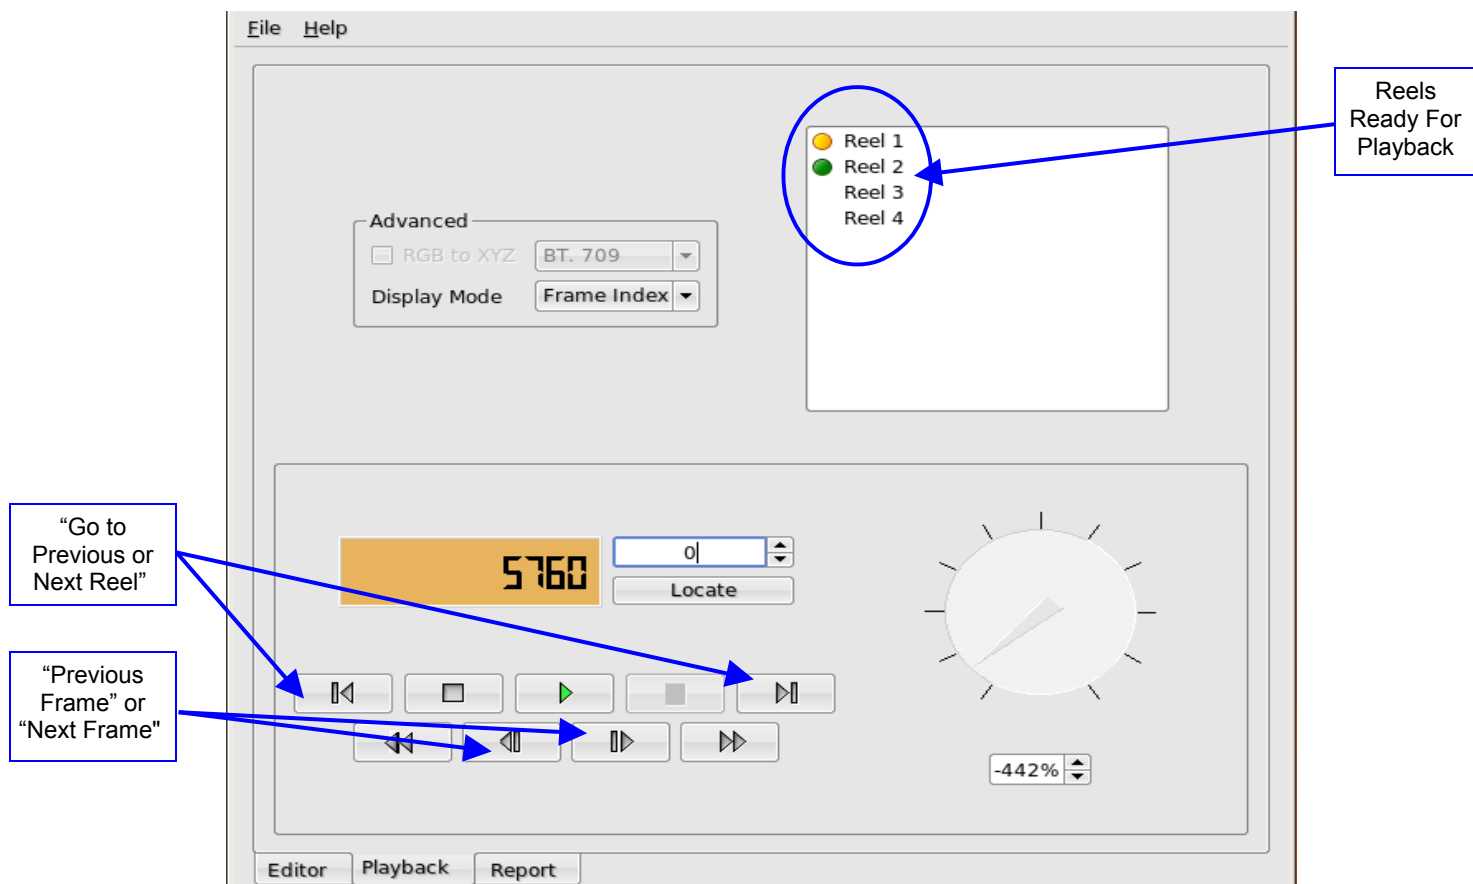 File Help
Reels
Ready For
Playback
Reel 1
Reel 2
Reel 3
Reel 4
Advanced
RGB to XYZ BT. 709
Display Mode Frame Index
“Go to
Previous or
Next Reel”
5760
0
Locate
“Previous
Frame” or
“Next Frame"
-442%
Editor Playback Report